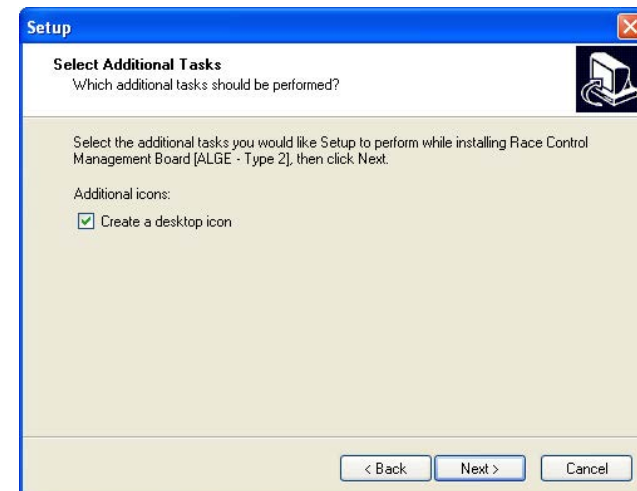 Setup
Select Additional Tasks
Which additional tasks should be performed?
Select the additional tasks you would like Setup to perform while installing Race Control
Management Board [ALGE - Type 2], then click Next.
Additional icons:
Create a desktop icon
< Back Next > Cancel